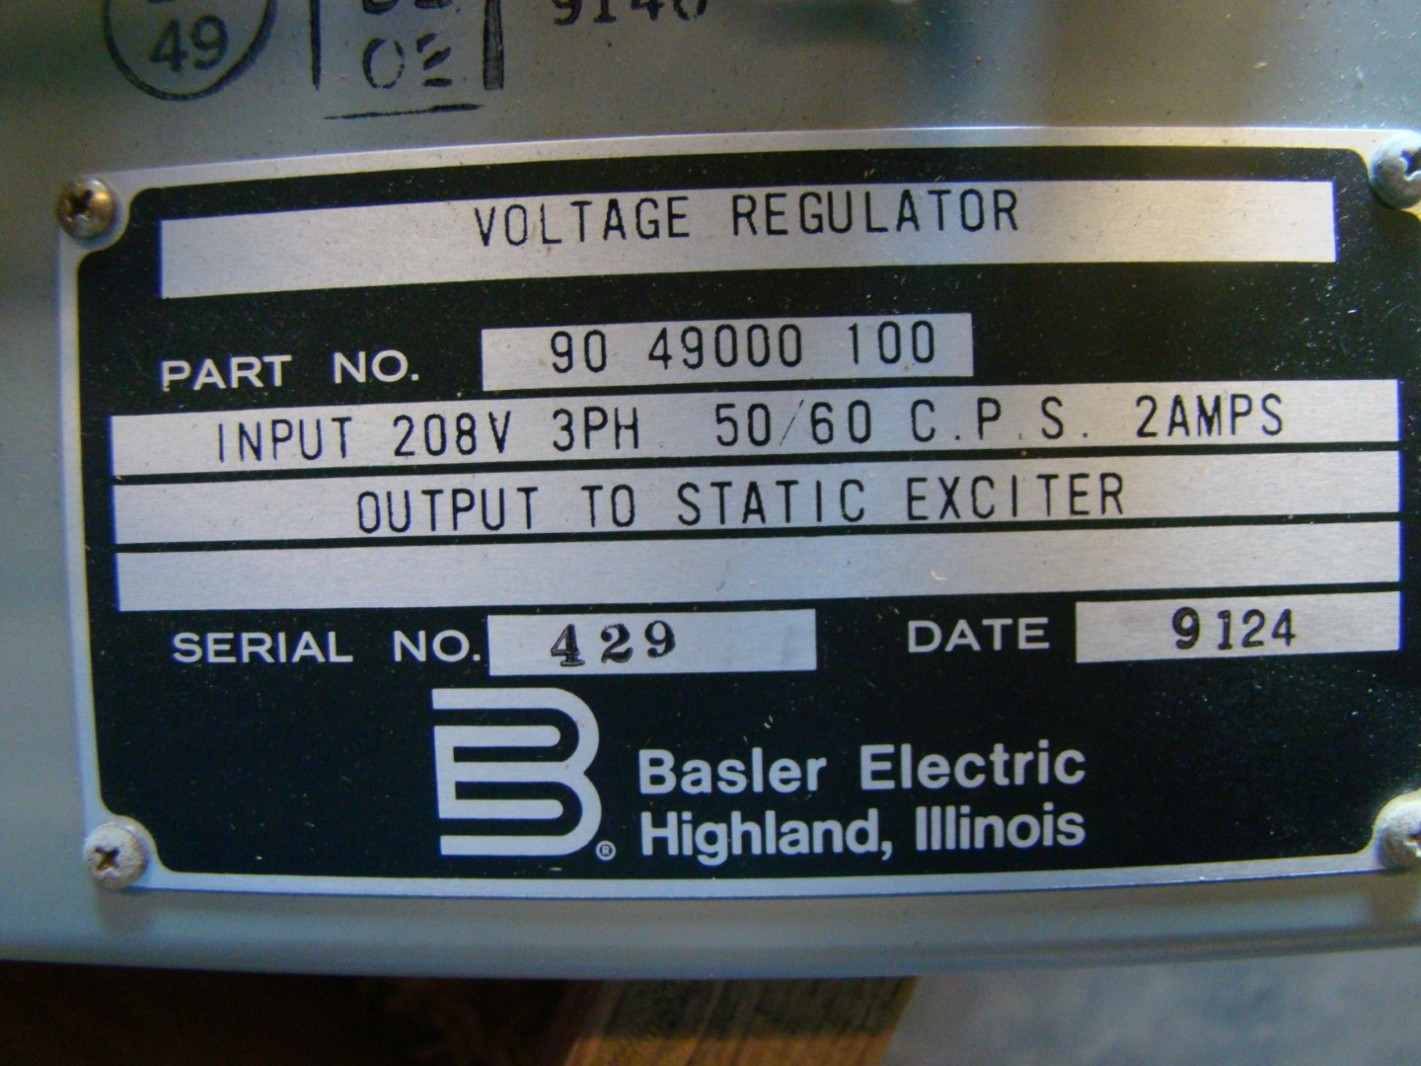 49
02
VOLTAGE REGULATOR
PART NO. 90 49000 100
INPUT 208V 3PH 50/60 C.P.S. 2AMPS
OUTPUT TO STATIC EXCITER
SERIAL NO. 429 DATE 9124
B®
Basler Electric
Highland, Illinois